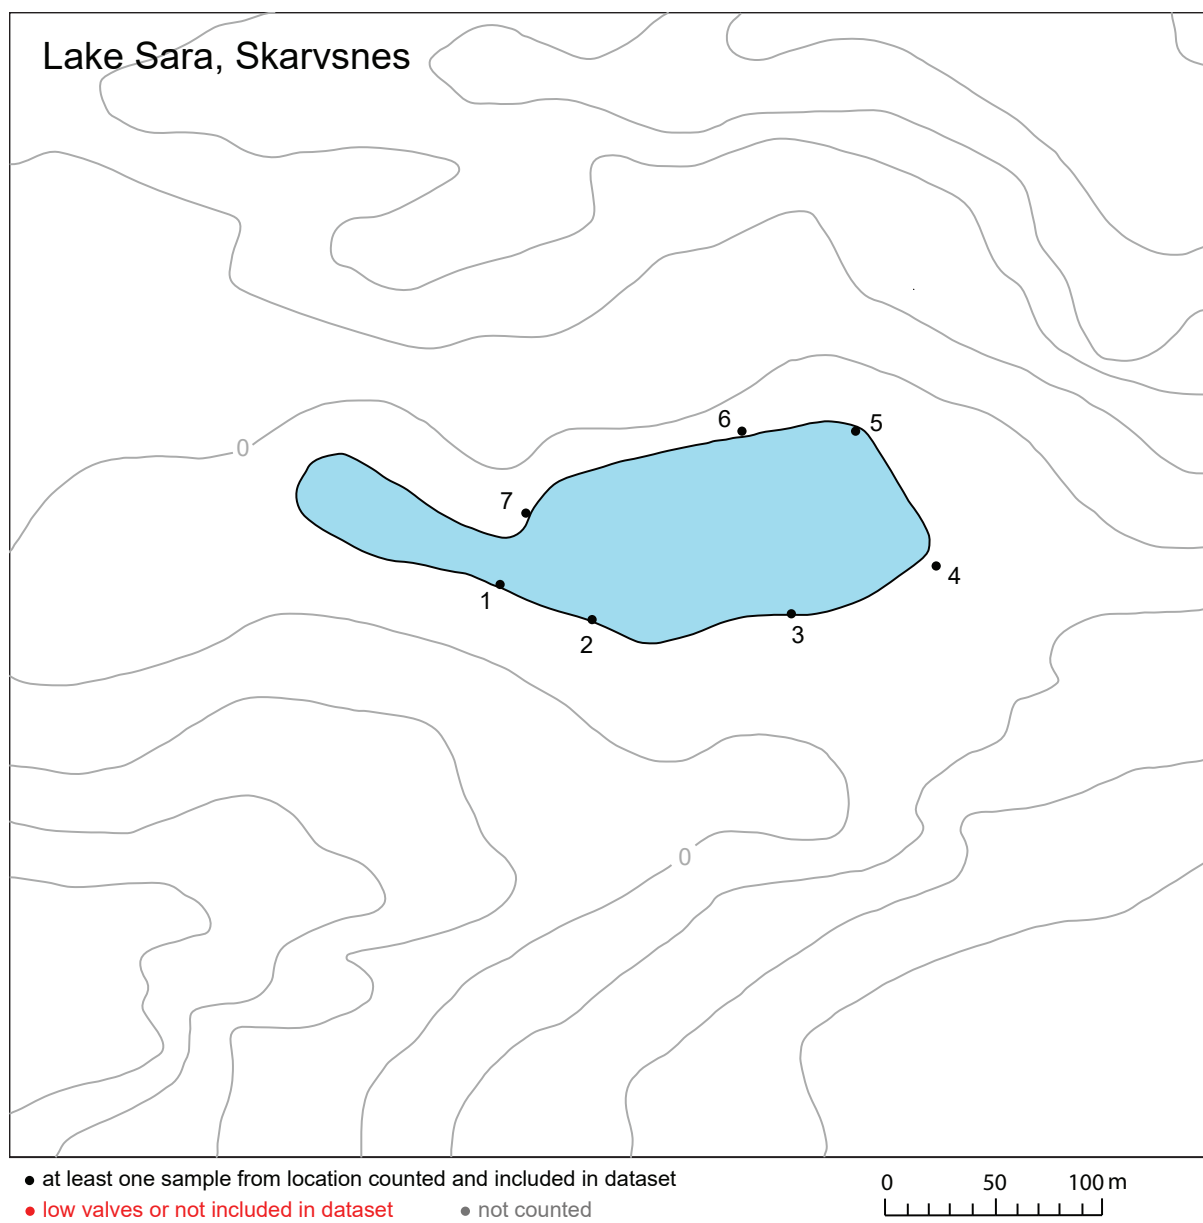 Lake Sara, Skarvsnes
6
5
0
7
4
1
2
3
0
at least one sample from location counted and included in dataset
low valves or not included in dataset
not counted
0 50 100 m